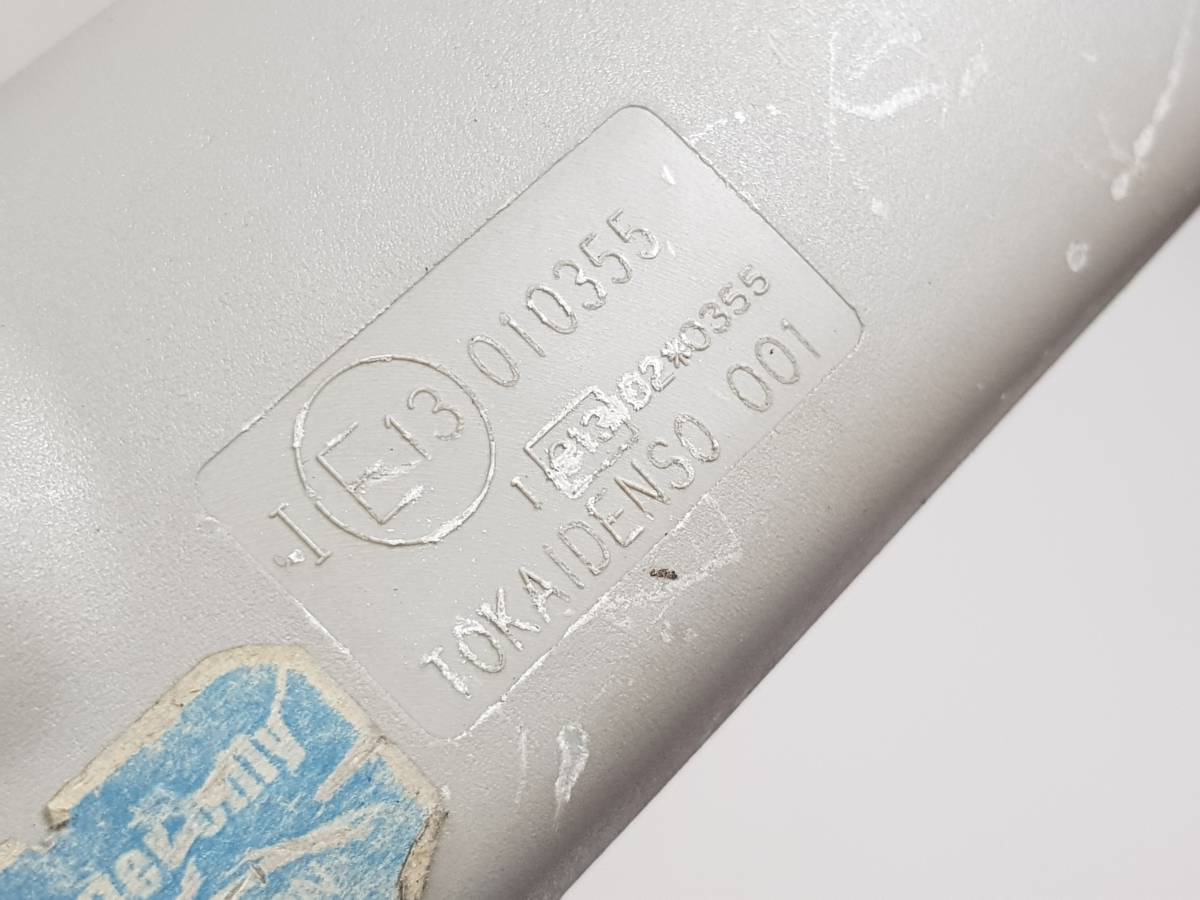 I E13 010355
I e13 02*0355
TOKAIDENSO 001